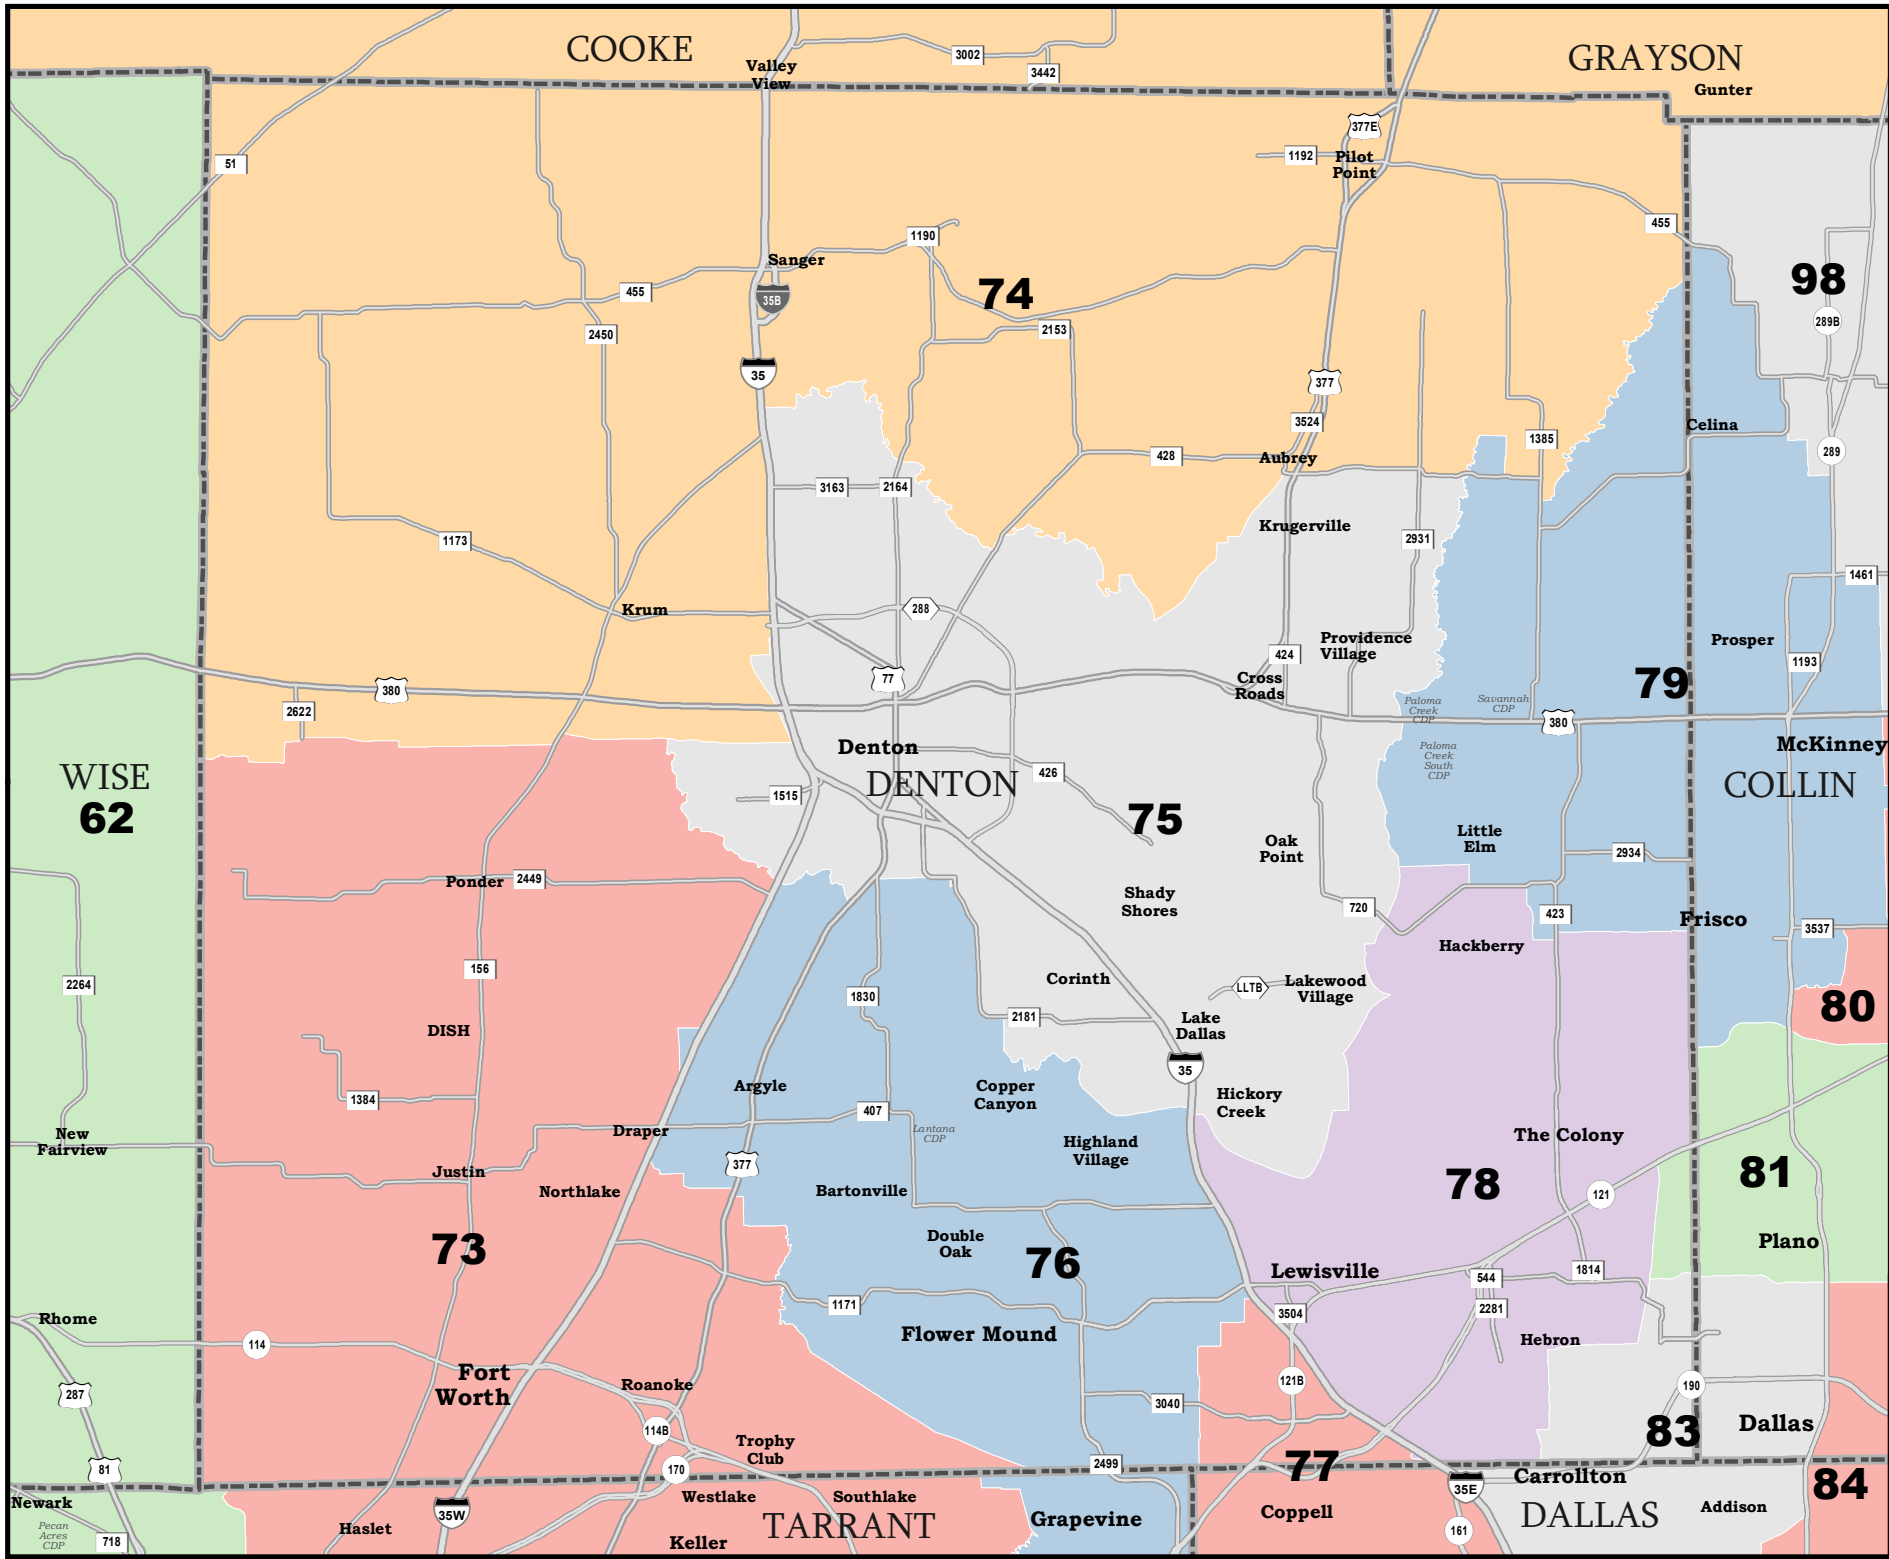 COOKE
3002
3442
Valley
View
GRAYSON
Gunter
377E
1192
Pilot
Point
51
455
1190
Sanger
455
35B
74
98
289B
2450
2153
35
377
3524
1385
Celina
289
428
Aubrey
3163
2164
Krugerville
2931
1173
1461
288
Krum
Providence
Village
424
Prosper
1193
77
Cross
Roads
79
380
2622
Paloma
Creek
CDP
Savannah
CDP
380
Denton
McKinney
Paloma
Creek
South
CDP
WISE
62
DENTON
426
COLLIN
1515
75
Little
Elm
Oak
Point
2934
Ponder
2449
Shady
Shores
720
423
Frisco
3537
Hackberry
156
2264
1830
Corinth
LLTB
Lakewood
Village
80
DISH
2181
Lake
Dallas
35
Argyle
Copper
Canyon
Hickory
Creek
1384
407
New
Fairview
Draper
Lantana
CDP
Highland
Village
The Colony
Justin
377
81
Northlake
Bartonville
78
121
Double
Oak
73
76
Plano
Lewisville
544
1814
1171
3504
2281
Rhome
Flower Mound
Hebron
114
Fort
Worth
Roanoke
287
121B
190
3040
114B
83
Dallas
Trophy
Club
81
170
2499
77
Carrollton
84
35E
Newark
Westlake
Southlake
Coppell
Addison
Pecan
Acres
CDP
718
35W
Haslet
Keller
TARRANT
Grapevine
161
DALLAS